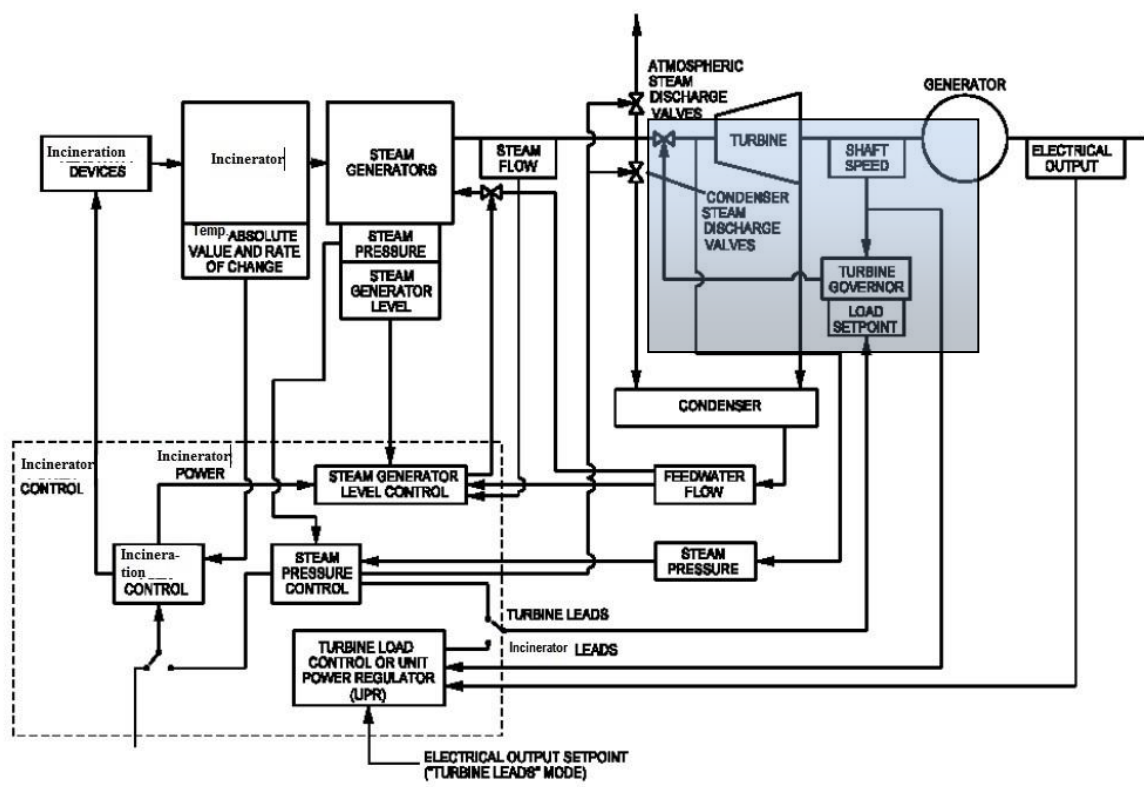 ATMOSPHERIC
STEAM
DISCHARGE
VALVES
GENERATOR
Incineration
DEVICES
Incinerator
STEAM
GENERATORS
STEAM
FLOW
TURBINE
SHAFT
SPEED
ELECTRICAL
OUTPUT
CONDENSER
STEAM
DISCHARGE
VALVES
Temp. ABSOLUTE
VALUE AND RATE
OF CHANGE
STEAM
PRESSURE
STEAM
GENERATOR
LEVEL
TURBINE
GOVERNOR
LOAD
SETPOINT
CONDENSER
Incinerator
CONTROL
Incinerator
POWER
STEAM GENERATOR
LEVEL CONTROL
FEEDWATER
FLOW
Incinera-
tion
CONTROL
STEAM
PRESSURE
CONTROL
STEAM
PRESSURE
TURBINE LEADS
Incinerator LEADS
TURBINE LOAD
CONTROL OR UNIT
POWER REGULATOR
(UPR)
ELECTRICAL OUTPUT SETPOINT
("TURBINE LEADS" MODE)